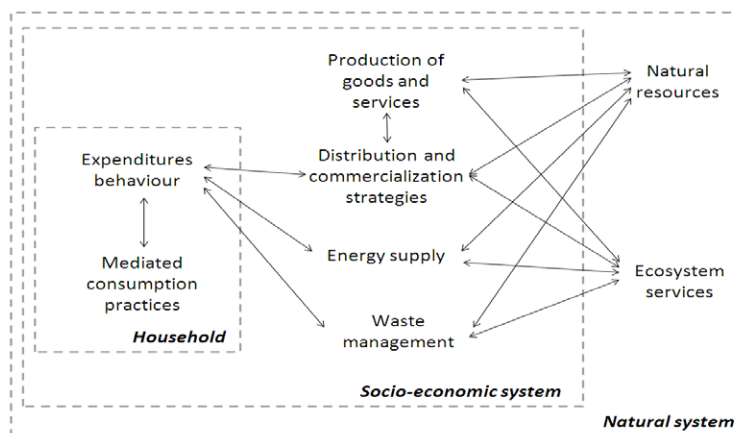 Production of
goods and
services
Natural
resources
Expenditures
behaviour
Distribution and
commercialization
strategies
Energy supply
Mediated
consumption
practices
Ecosystem
services
Waste
management
Household
Socio-economic system
Natural system